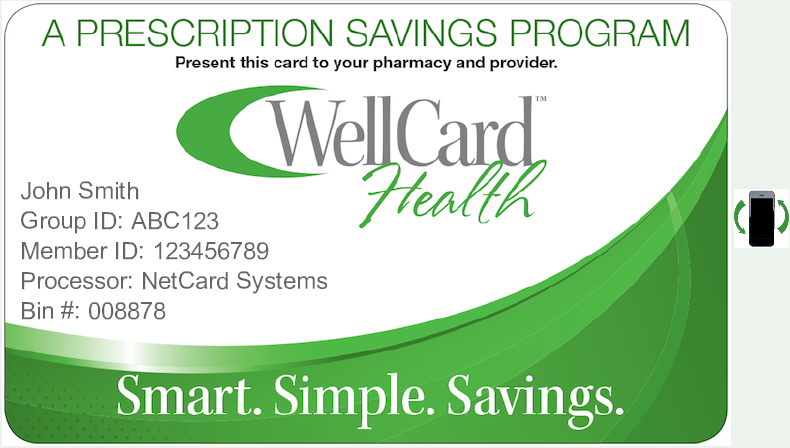 A PRESCRIPTION SAVINGS PROGRAM
Present this card to your pharmacy and provider.
WellCard™
Health
John Smith
Group ID: ABC123
Member ID: 123456789
Processor: NetCard Systems
Bin #: 008878
Smart. Simple. Savings.